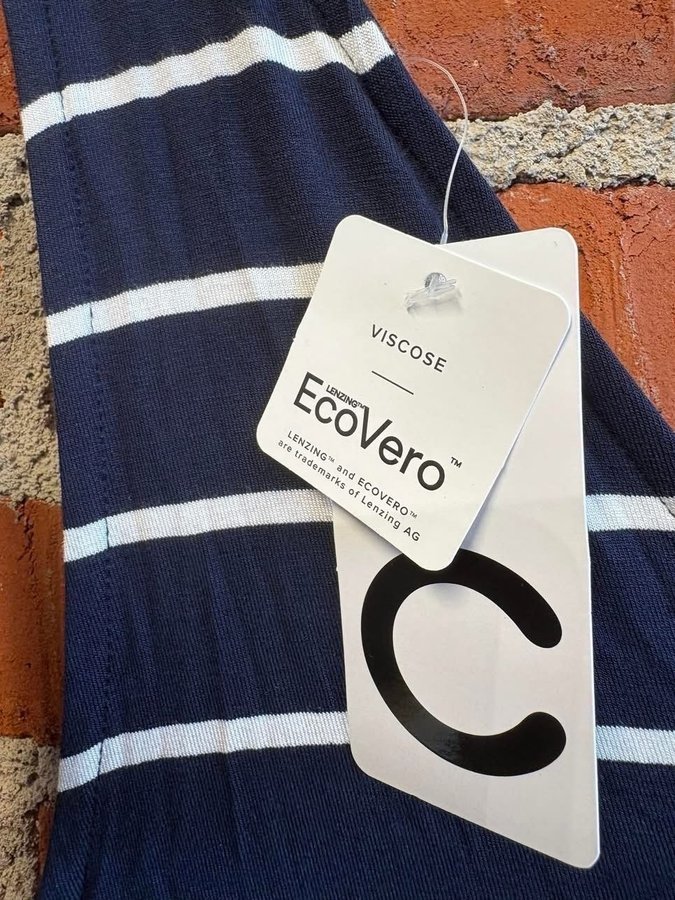 VISCOSE
LENZING™
EcoVero™
LENZING™ and ECOVERO™
are trademarks of Lenzing AG
C